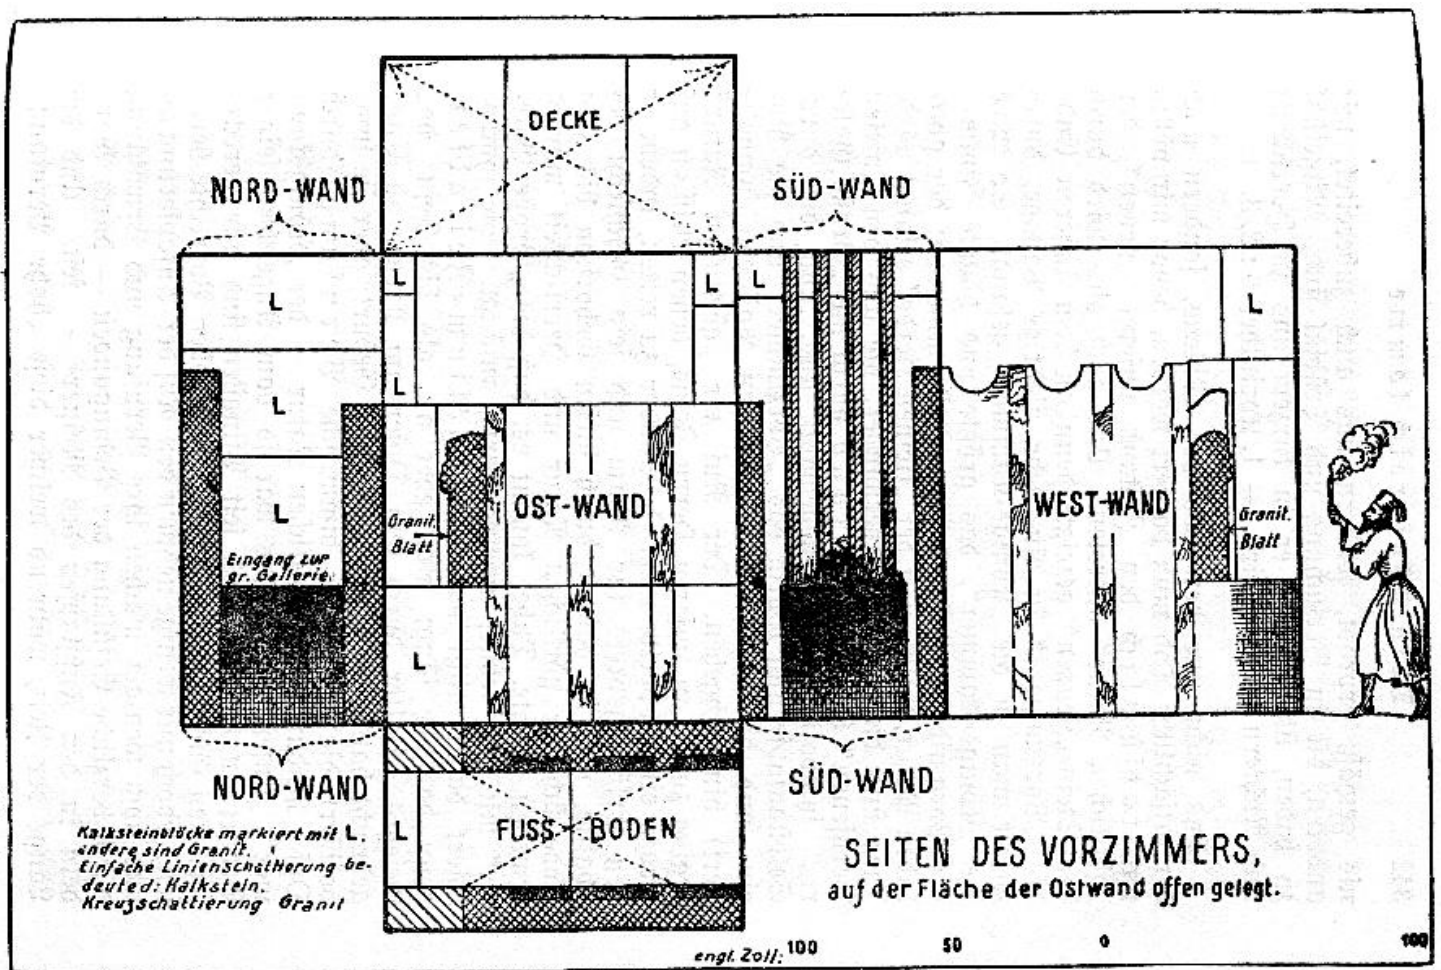 DECKE
NORD-WAND
SÜD-WAND
L
L
L
L
L
L
L
L
Granit.
Blatt
OST-WAND
WEST-WAND
Granit.
Blatt
Eingang zur
gr. Gallerie.
L
NORD-WAND
SÜD-WAND
Kalksteinblöcke markiert mit L.
andere sind Granit.
Einfache Linienschattierung be-
deuted: Kalkstein.
Kreuzschattierung Granit
L
FUSS-BODEN
SEITEN DES VORZIMMERS,
auf der Fläche der Ostwand offen gelegt.
engl. Zoll: 100 50 0 100